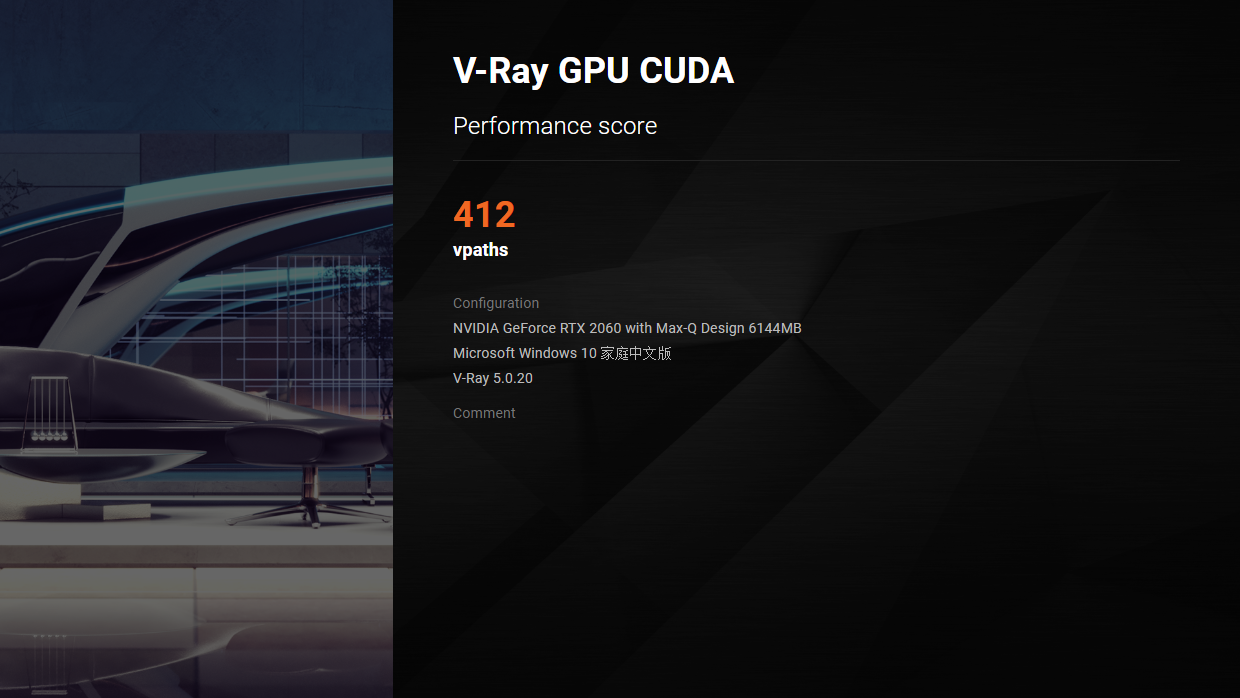 V-Ray GPU CUDA
Performance score
412
vpaths
Configuration
NVIDIA GeForce RTX 2060 with Max-Q Design 6144MB
Microsoft Windows 10 家庭中文版
V-Ray 5.0.20
Comment